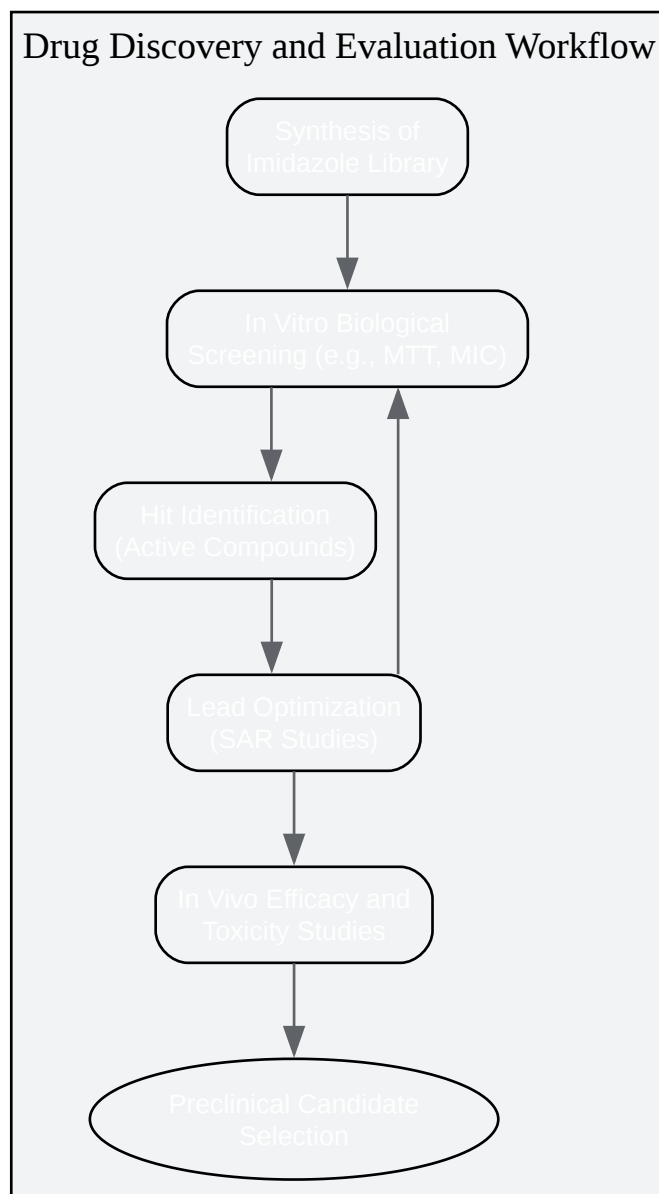 Drug Discovery and Evaluation Workflow
Synthesis of
Imidazole Library
In Vitro Biological
Screening (e.g., MTT, MIC)
Hit Identification
(Active Compounds)
Lead Optimization
(SAR Studies)
In Vivo Efficacy and
Toxicity Studies
Preclinical Candidate
Selection